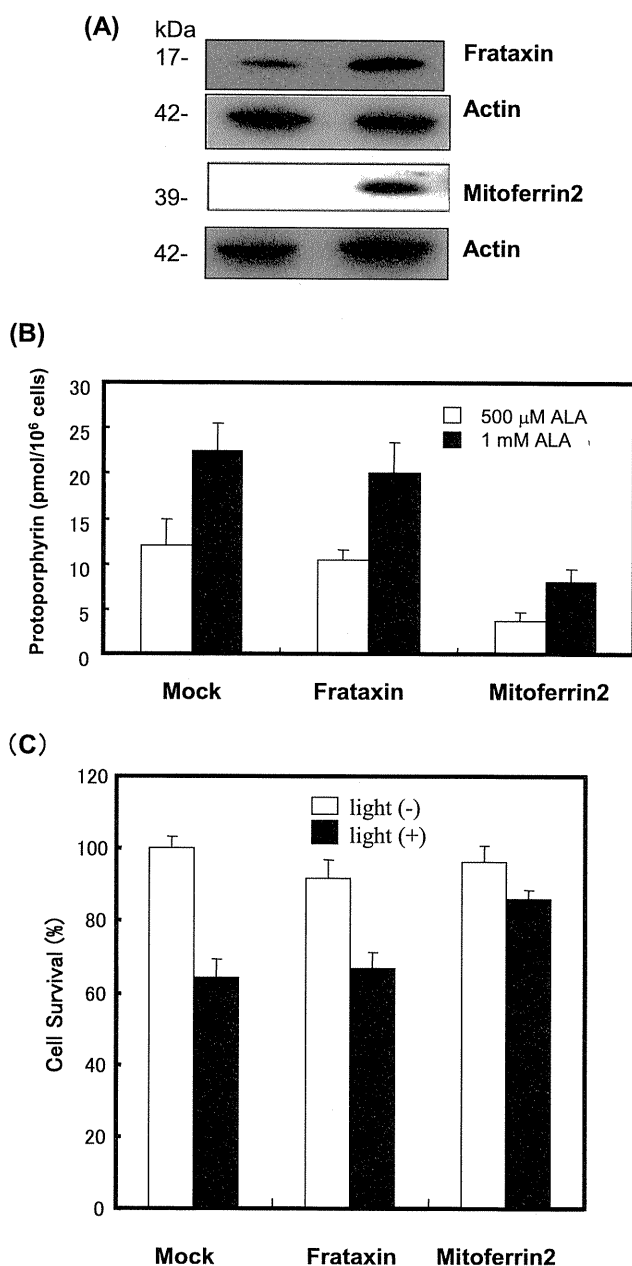 (A)
kDa
17-
Frataxin
42-
Actin
39-
Mitoferrin2
42-
Actin
(B)
Protoporphyrin (pmol/10⁶ cells)
30
25
20
15
10
5
0
500 μM ALA
1 mM ALA
Mock Frataxin Mitoferrin2
(C)
Cell Survival (%)
120
100
80
60
40
20
0
light (-)
light (+)
Mock Frataxin Mitoferrin2